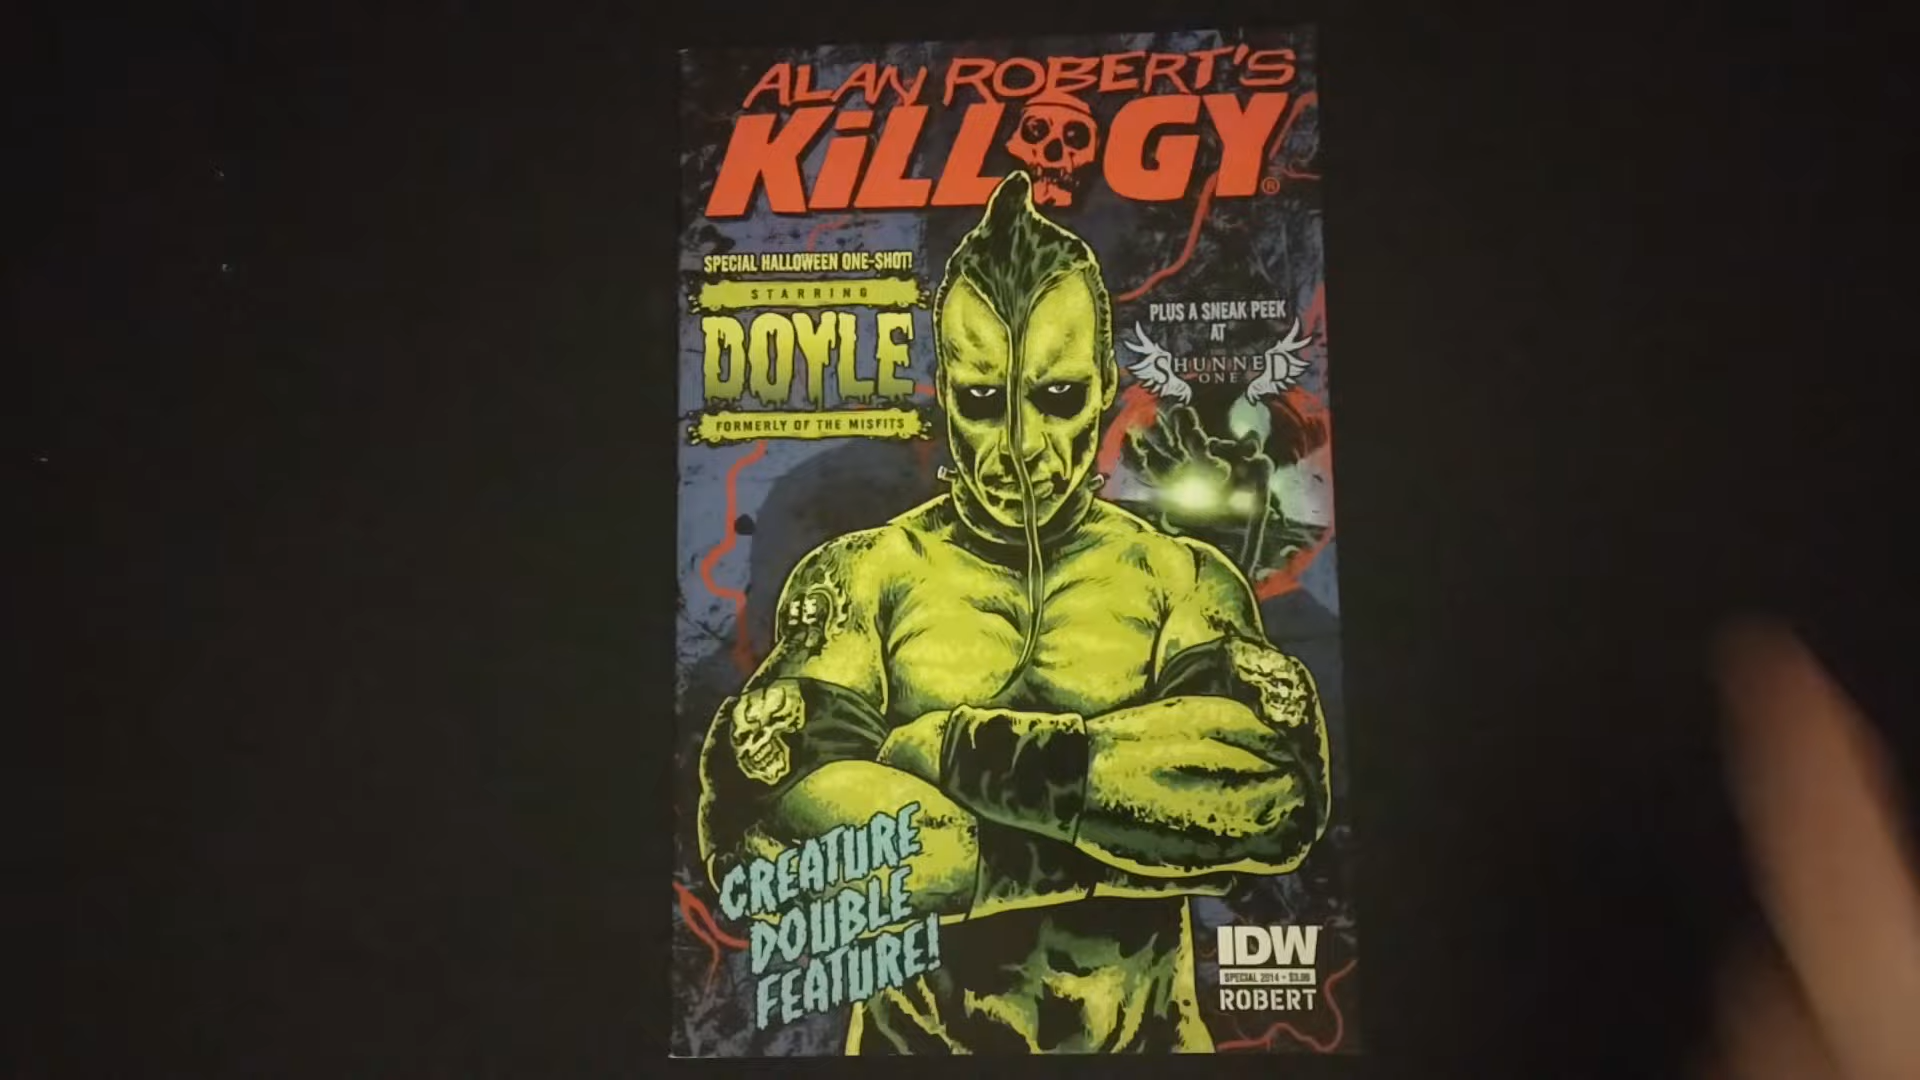 ALAN ROBERT'S
KiLLOGY®
SPECIAL HALLOWEEN ONE-SHOT!
STARRING
DOYLE
FORMERLY OF THE MISFITS
PLUS A SNEAK PEEK
AT
SHUNNED
ONE
CREATURE
DOUBLE
FEATURE!
IDW
SPECIAL 2014 • $3.99
ROBERT